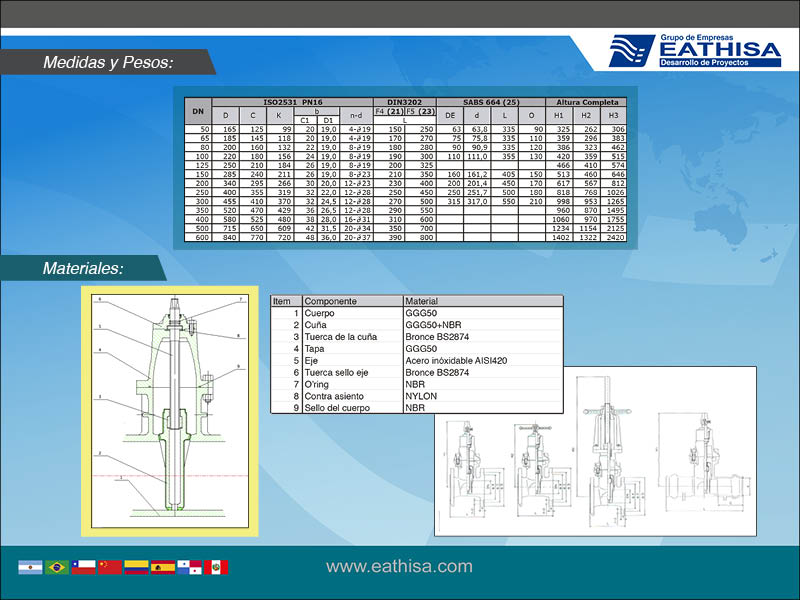 Grupo de Empresas
EATHISA
Desarrollo de Proyectos
Medidas y Pesos:
DN ISO2531 PN16 DIN3202 SABS 664 (25) Altura Completa
D C K b n-d F4 (21) F5 (23) DE d L O H1 H2 H3
C1 D1 L
50 165 125 99 20 19,0 4-∂19 150 250 63 63,8 335 90 325 262 306
65 185 145 118 20 19,0 4-∂19 170 270 75 75,8 335 110 359 296 383
80 200 160 132 22 19,0 8-∂19 180 280 90 90,9 335 120 386 323 462
100 220 180 156 24 19,0 8-∂19 190 300 110 111,0 355 130 420 359 515
125 250 210 184 26 19,0 8-∂19 200 325 466 410 574
150 285 240 211 26 19,0 8-∂23 210 350 160 161,2 405 150 513 460 646
200 340 295 266 30 20,0 12-∂23 230 400 200 201,4 450 170 617 567 812
250 400 355 319 32 22,0 12-∂28 250 450 250 251,7 500 180 818 768 1026
300 455 410 370 32 24,5 12-∂28 270 500 315 317,0 550 210 998 953 1265
350 520 470 429 36 26,5 12-∂28 290 550 960 870 1495
400 580 525 480 38 28,0 16-∂31 310 600 1060 970 1755
500 715 650 609 42 31,5 20-∂34 350 700 1234 1154 2125
600 840 770 720 48 36,0 20-∂37 390 800 1402 1322 2420
Materiales:
Item Componente Material
1 Cuerpo GGG50
2 Cuña GGG50+NBR
3 Tuerca de la cuña Bronce BS2874
4 Tapa GGG50
5 Eje Acero inóxidable AISI420
6 Tuerca sello eje Bronce BS2874
7 O'ring NBR
8 Contra asiento NYLON
9 Sello del cuerpo NBR
www.eathisa.com